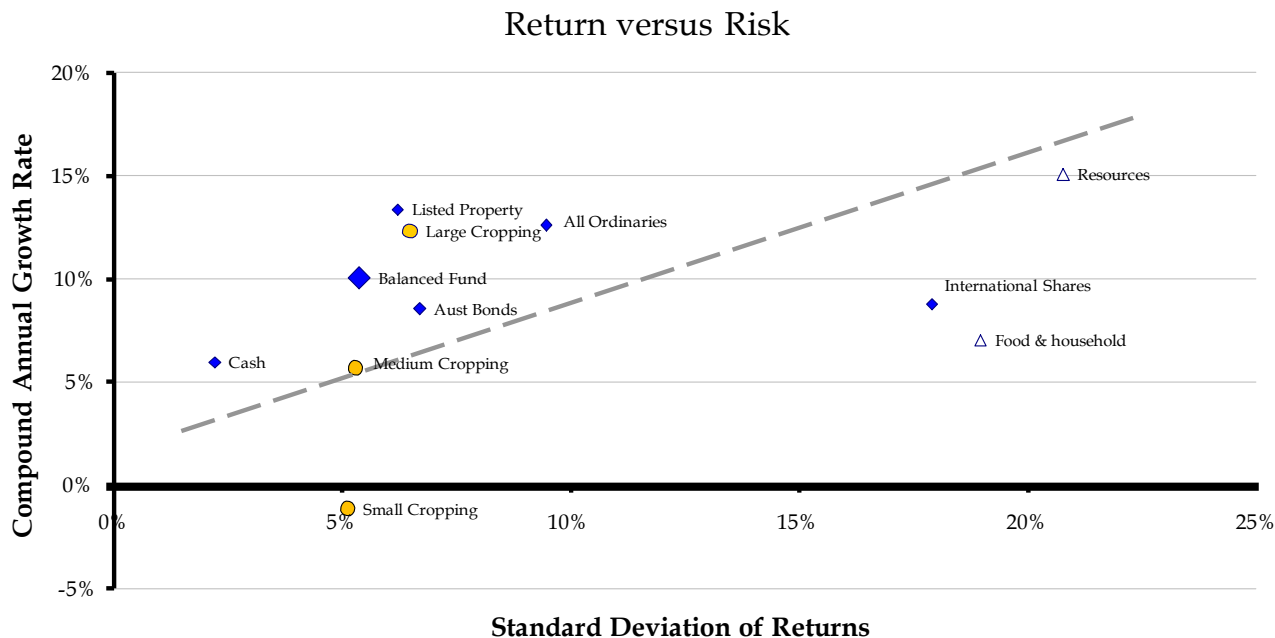 Return versus Risk
Compound Annual Growth Rate
20%
15%
10%
5%
0%
-5%
Resources
Listed Property
All Ordinaries
Large Cropping
Balanced Fund
International Shares
Aust Bonds
Food & household
Cash
Medium Cropping
Small Cropping
0%
5%
10%
15%
20%
25%
Standard Deviation of Returns